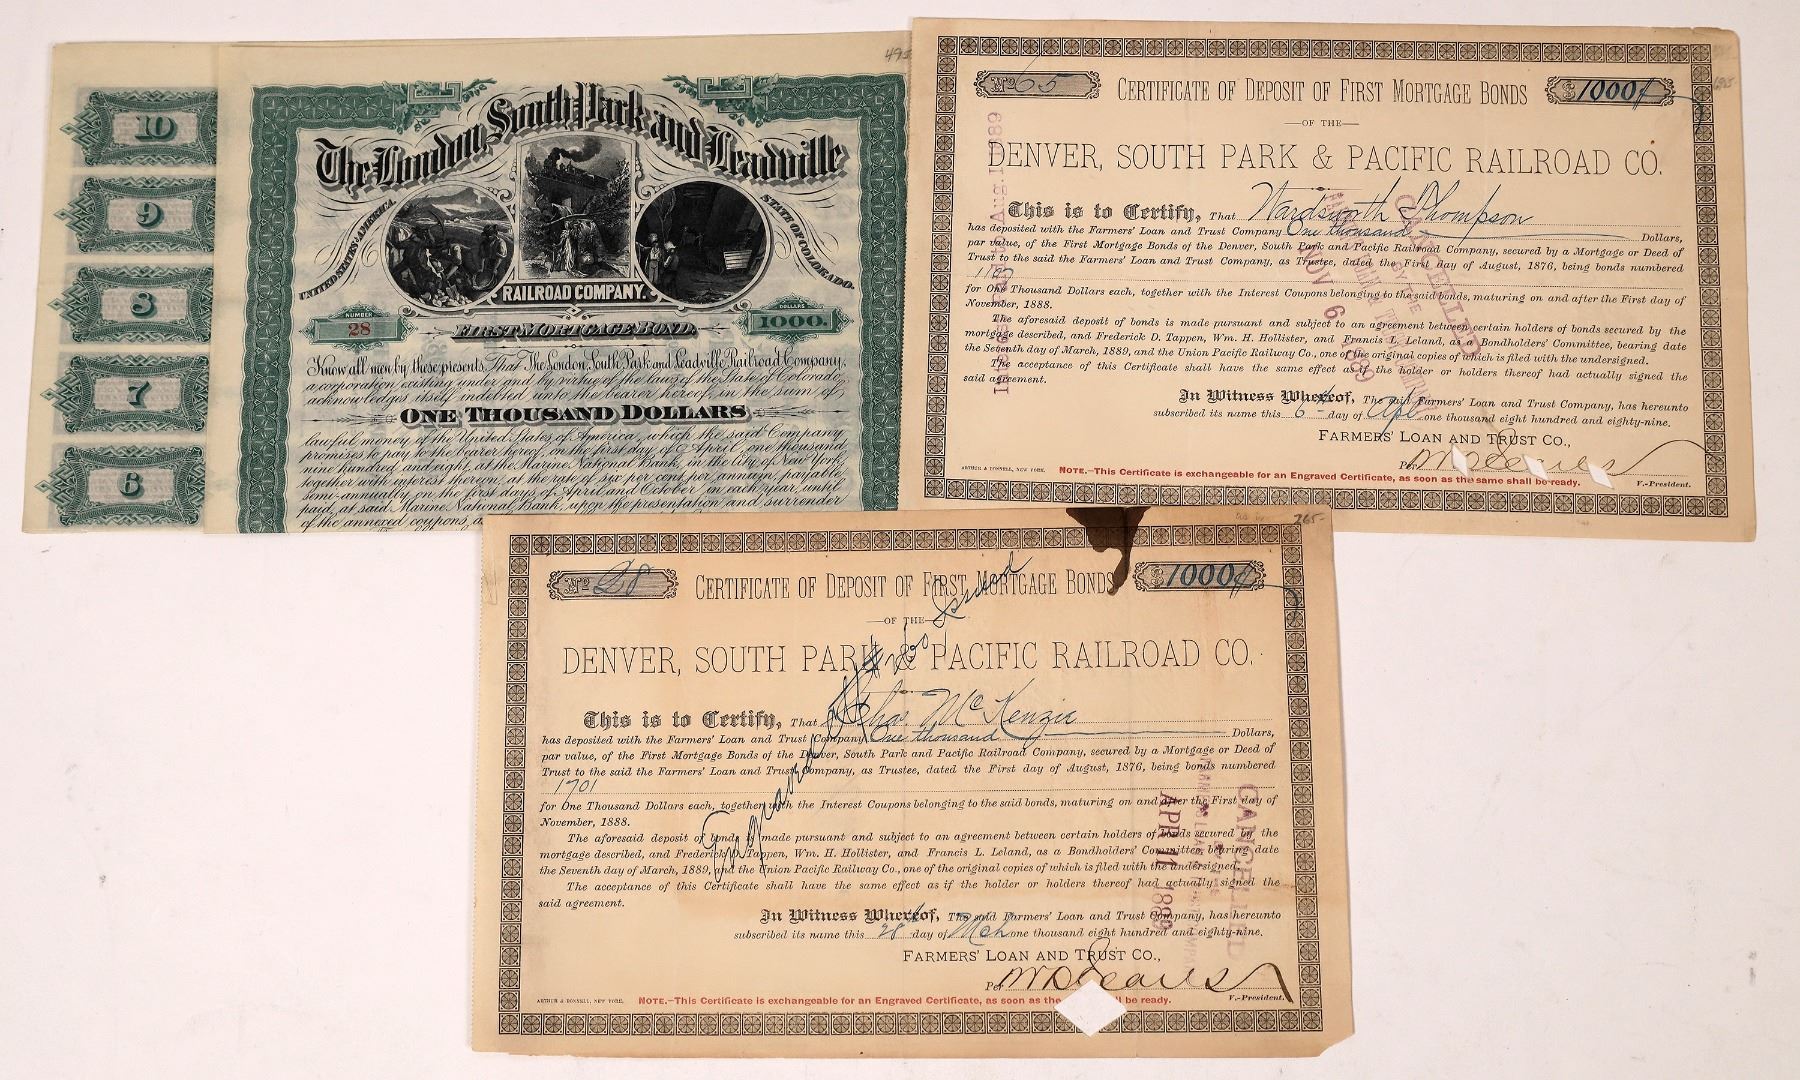 495
10
9
8
7
6
The London, South Park and Leadville
RAILROAD COMPANY.
UNITED STATES AMERICA.
STATE OF COLORADO.
NUMBER
28
FIRST MORTGAGE BOND.
DOLLARS
1000.
Know all men by these presents, That The London, South Park and Leadville Railroad Company,
a corporation existing under and by virtue of the laws of the State of Colorado,
acknowledges itself indebted unto the bearer hereof, in the sum of
ONE THOUSAND DOLLARS
lawful money of the United States of America, which the said Company
promises to pay to the bearer hereof, on the first day of April, one thousand
nine hundred and eight, at the Marine National Bank, in the City of New York,
together with interest thereon, at the rate of six per cent per annum, payable
semi-annually on the first days of April and October in each year, until
paid, at said Marine National Bank, upon the presentation and surrender
of the annexed coupons, a
No 65
CERTIFICATE OF DEPOSIT OF FIRST MORTGAGE BONDS
$1000
—OF THE—
DENVER, SOUTH PARK & PACIFIC RAILROAD CO.
This is to Certify, That Wardsworth Thompson
has deposited with the Farmers' Loan and Trust Company One thousand Dollars,
par value, of the First Mortgage Bonds of the Denver, South Park and Pacific Railroad Company, secured by a Mortgage or Deed of
Trust to the said the Farmers' Loan and Trust Company, as Trustee, dated the First day of August, 1876, being bonds numbered
for One Thousand Dollars each, together with the Interest Coupons belonging to the said bonds, maturing on and after the First day of
November, 1888.
The aforesaid deposit of bonds is made pursuant and subject to an agreement between certain holders of bonds secured by the
mortgage described, and Frederick D. Tappen, Wm. H. Hollister, and Francis L. Leland, as a Bondholders' Committee, bearing date
the Seventh day of March, 1889, and the Union Pacific Railway Co., one of the original copies of which is filed with the undersigned.
The acceptance of this Certificate shall have the same effect as if the holder or holders thereof had actually signed the
said agreement.
In Witness Whereof, The said Farmers' Loan and Trust Company, has hereunto
subscribed its name this 6th day of Apl one thousand eight hundred and eighty-nine.
FARMERS' LOAN AND TRUST CO.,
Per
V.-President.
ARTHUR & BONNELL, NEW YORK.
NOTE.—This Certificate is exchangeable for an Engraved Certificate, as soon as the same shall be ready.
CANCELLED
BY THE
NOV 6 1889
Aug. 1889
265-
No 28
CERTIFICATE OF DEPOSIT OF FIRST MORTGAGE BONDS
$1000
—OF THE—
DENVER, SOUTH PARK & PACIFIC RAILROAD CO.
This is to Certify, That Chas. McKenzie
has deposited with the Farmers' Loan and Trust Company One thousand Dollars,
par value, of the First Mortgage Bonds of the Denver, South Park and Pacific Railroad Company, secured by a Mortgage or Deed of
Trust to the said the Farmers' Loan and Trust Company, as Trustee, dated the First day of August, 1876, being bonds numbered
1701
for One Thousand Dollars each, together with the Interest Coupons belonging to the said bonds, maturing on and after the First day of
November, 1888.
The aforesaid deposit of bonds is made pursuant and subject to an agreement between certain holders of bonds secured by the
mortgage described, and Frederick D. Tappen, Wm. H. Hollister, and Francis L. Leland, as a Bondholders' Committee, bearing date
the Seventh day of March, 1889, and the Union Pacific Railway Co., one of the original copies of which is filed with the undersigned.
The acceptance of this Certificate shall have the same effect as if the holder or holders thereof had actually signed the
said agreement.
In Witness Whereof, The said Farmers' Loan and Trust Company, has hereunto
subscribed its name this 28th day of Mch one thousand eight hundred and eighty-nine.
FARMERS' LOAN AND TRUST CO.,
Per
V.-President.
ARTHUR & BONNELL, NEW YORK.
NOTE.—This Certificate is exchangeable for an Engraved Certificate, as soon as the be ready.
Engraved Issued
CANCELLED
APR 11 1889